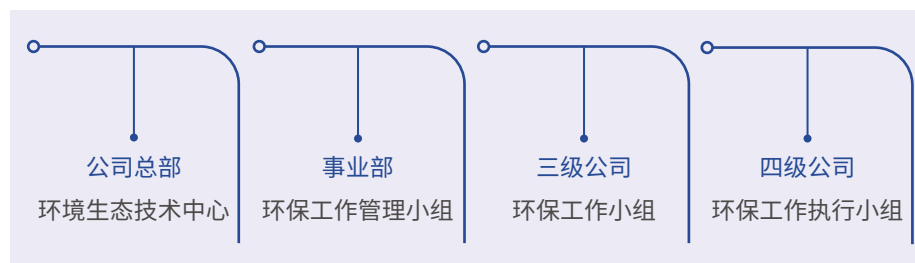 公司总部
环境生态技术中心
事业部
环保工作管理小组
三级公司
环保工作小组
四级公司
环保工作执行小组